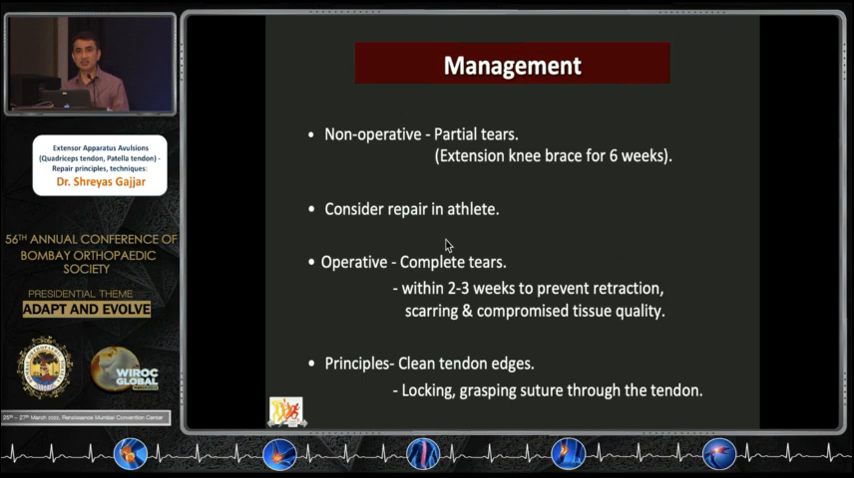 Management
• Non-operative - Partial tears.
(Extension knee brace for 6 weeks).
• Consider repair in athlete.
• Operative - Complete tears.
- within 2-3 weeks to prevent retraction,
scarring & compromised tissue quality.
• Principles- Clean tendon edges.
- Locking, grasping suture through the tendon.
Extensor Apparatus Avulsions
(Quadriceps tendon, Patella tendon) -
Repair principles, techniques:
Dr. Shreyas Gajjar
56TH ANNUAL CONFERENCE OF
BOMBAY ORTHOPAEDIC
SOCIETY
PRESIDENTIAL THEME
ADAPT AND EVOLVE
WIROC
GLOBAL
25th - 27th March 2022, Renaissance Mumbai Convention Center